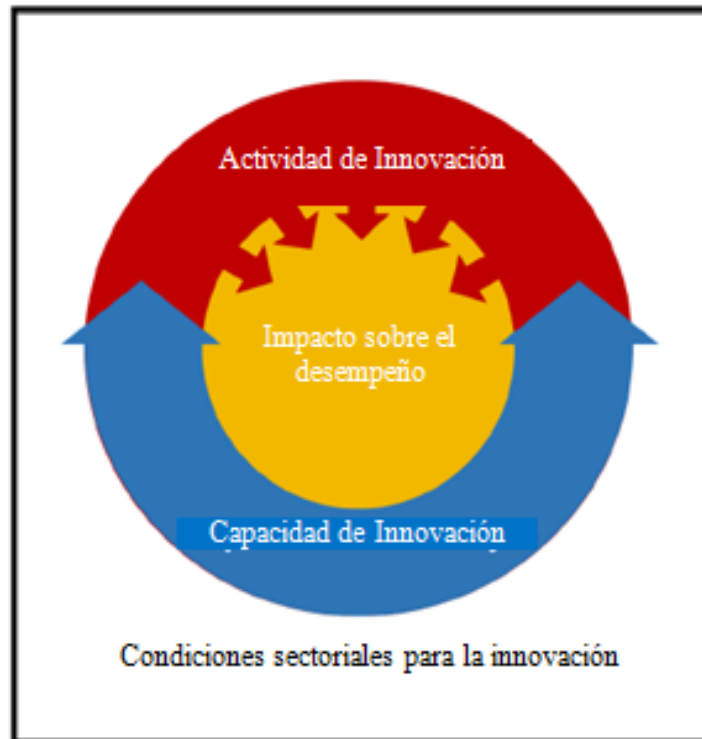 Actividad de Innovación
Impacto sobre el
desempeño
Capacidad de Innovación
Condiciones sectoriales para la innovación